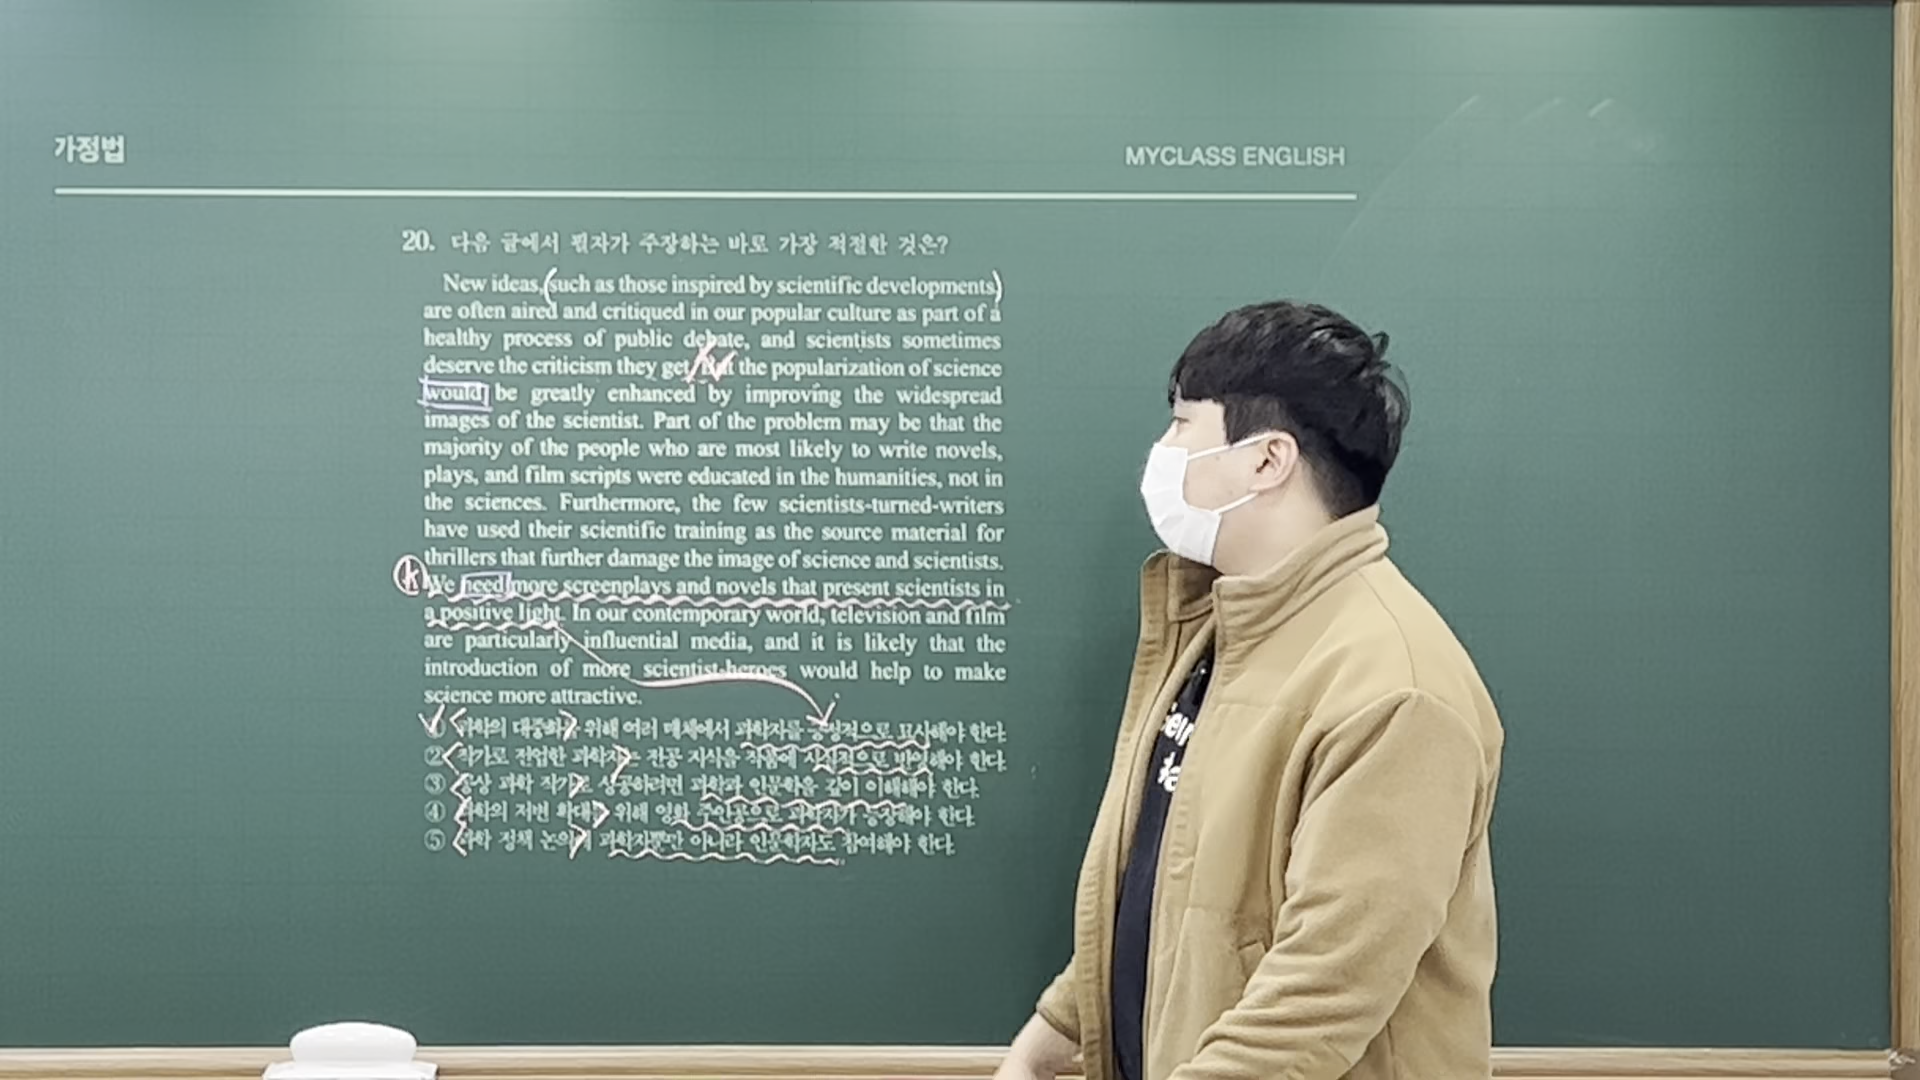 가정법
MYCLASS ENGLISH
20. 다음 글에서 필자가 주장하는 바로 가장 적절한 것은?
New ideas, (such as those inspired by scientific developments,)
are often aired and critiqued in our popular culture as part of a
healthy process of public debate, and scientists sometimes
deserve the criticism they get. But the popularization of science
would be greatly enhanced by improving the widespread
images of the scientist. Part of the problem may be that the
majority of the people who are most likely to write novels,
plays, and film scripts were educated in the humanities, not in
the sciences. Furthermore, the few scientists-turned-writers
have used their scientific training as the source material for
thrillers that further damage the image of science and scientists.
k We need more screenplays and novels that present scientists in
a positive light. In our contemporary world, television and film
are particularly influential media, and it is likely that the
introduction of more scientist-heroes would help to make
science more attractive.
① 과학의 대중화를 위해 여러 매체에서 과학자를 긍정적으로 묘사해야 한다.
② 작가로 전업한 과학자는 전공 지식을 작품에 사실적으로 반영해야 한다.
③ 공상 과학 작가로 성공하려면 과학과 인문학을 깊이 이해해야 한다.
④ 과학의 저변 확대를 위해 영화 주인공으로 과학자가 등장해야 한다.
⑤ 과학 정책 논의에 과학자뿐만 아니라 인문학자도 참여해야 한다.